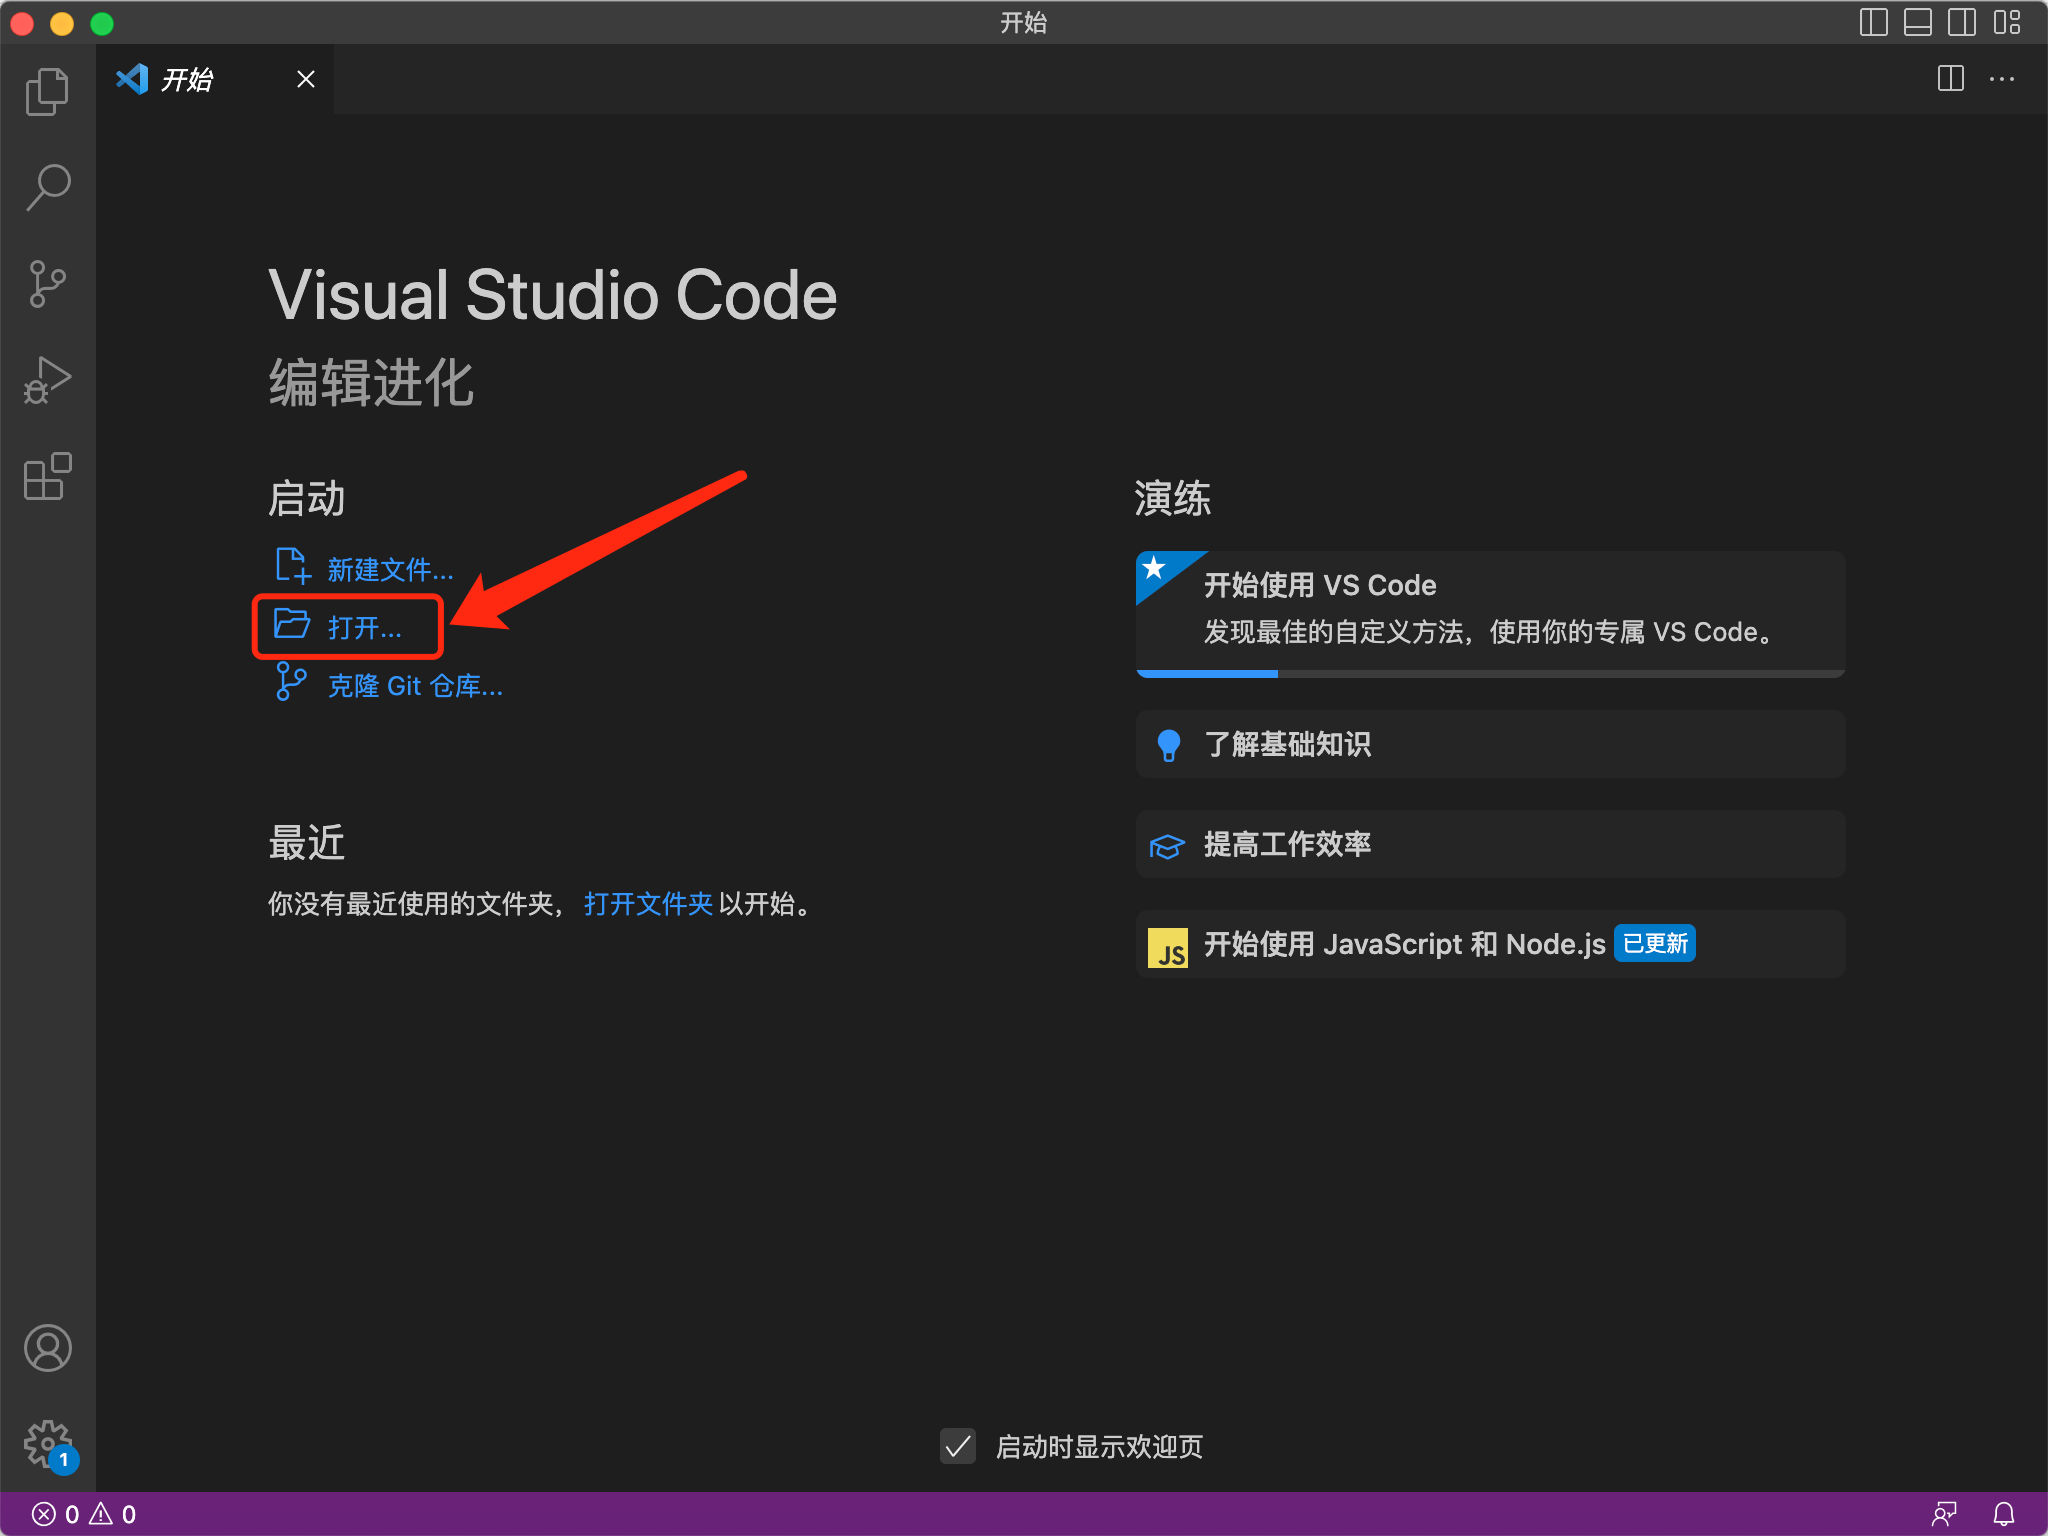 开始
开始
Visual Studio Code
编辑进化
启动
新建文件...
打开...
克隆 Git 仓库...
最近
你没有最近使用的文件夹，打开文件夹以开始。
演练
开始使用 VS Code
发现最佳的自定义方法，使用你的专属 VS Code。
了解基础知识
提高工作效率
JS 开始使用 JavaScript 和 Node.js 已更新
启动时显示欢迎页
1
0 0